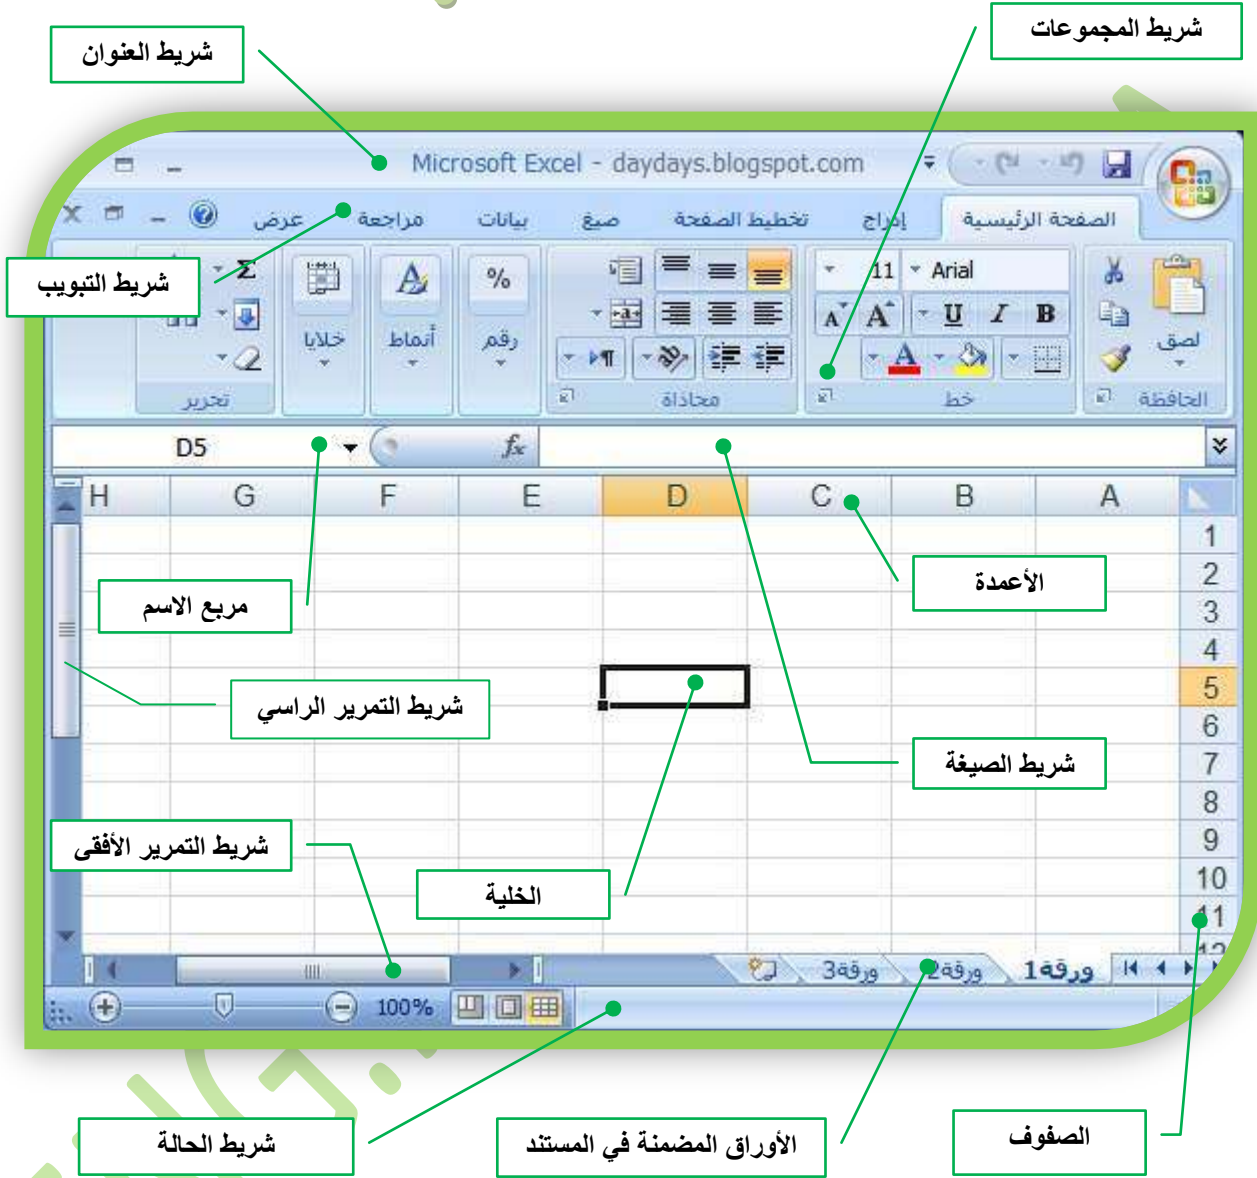 شريط المجموعات
شريط العنوان
Microsoft Excel - daydays.blogspot.com
الصفحة الرئيسية إدراج تخطيط الصفحة صيغ بيانات مراجعة عرض
شريط التبويب
Arial 11
% Σ
B I U
A A
A
لصق
رقم أنماط خلايا
الحافظة خط محاذاة تحرير
D5 fx
A B C D E F G H
1
2
الأعمدة
3
مربع الاسم
4
5
شريط التمرير الراسي
6
7
شريط الصيغة
8
9
شريط التمرير الأفقى
10
الخلية
11
12
ورقة1 ورقة2 ورقة3
100%
الصفوف
الأوراق المضمنة في المستند
شريط الحالة